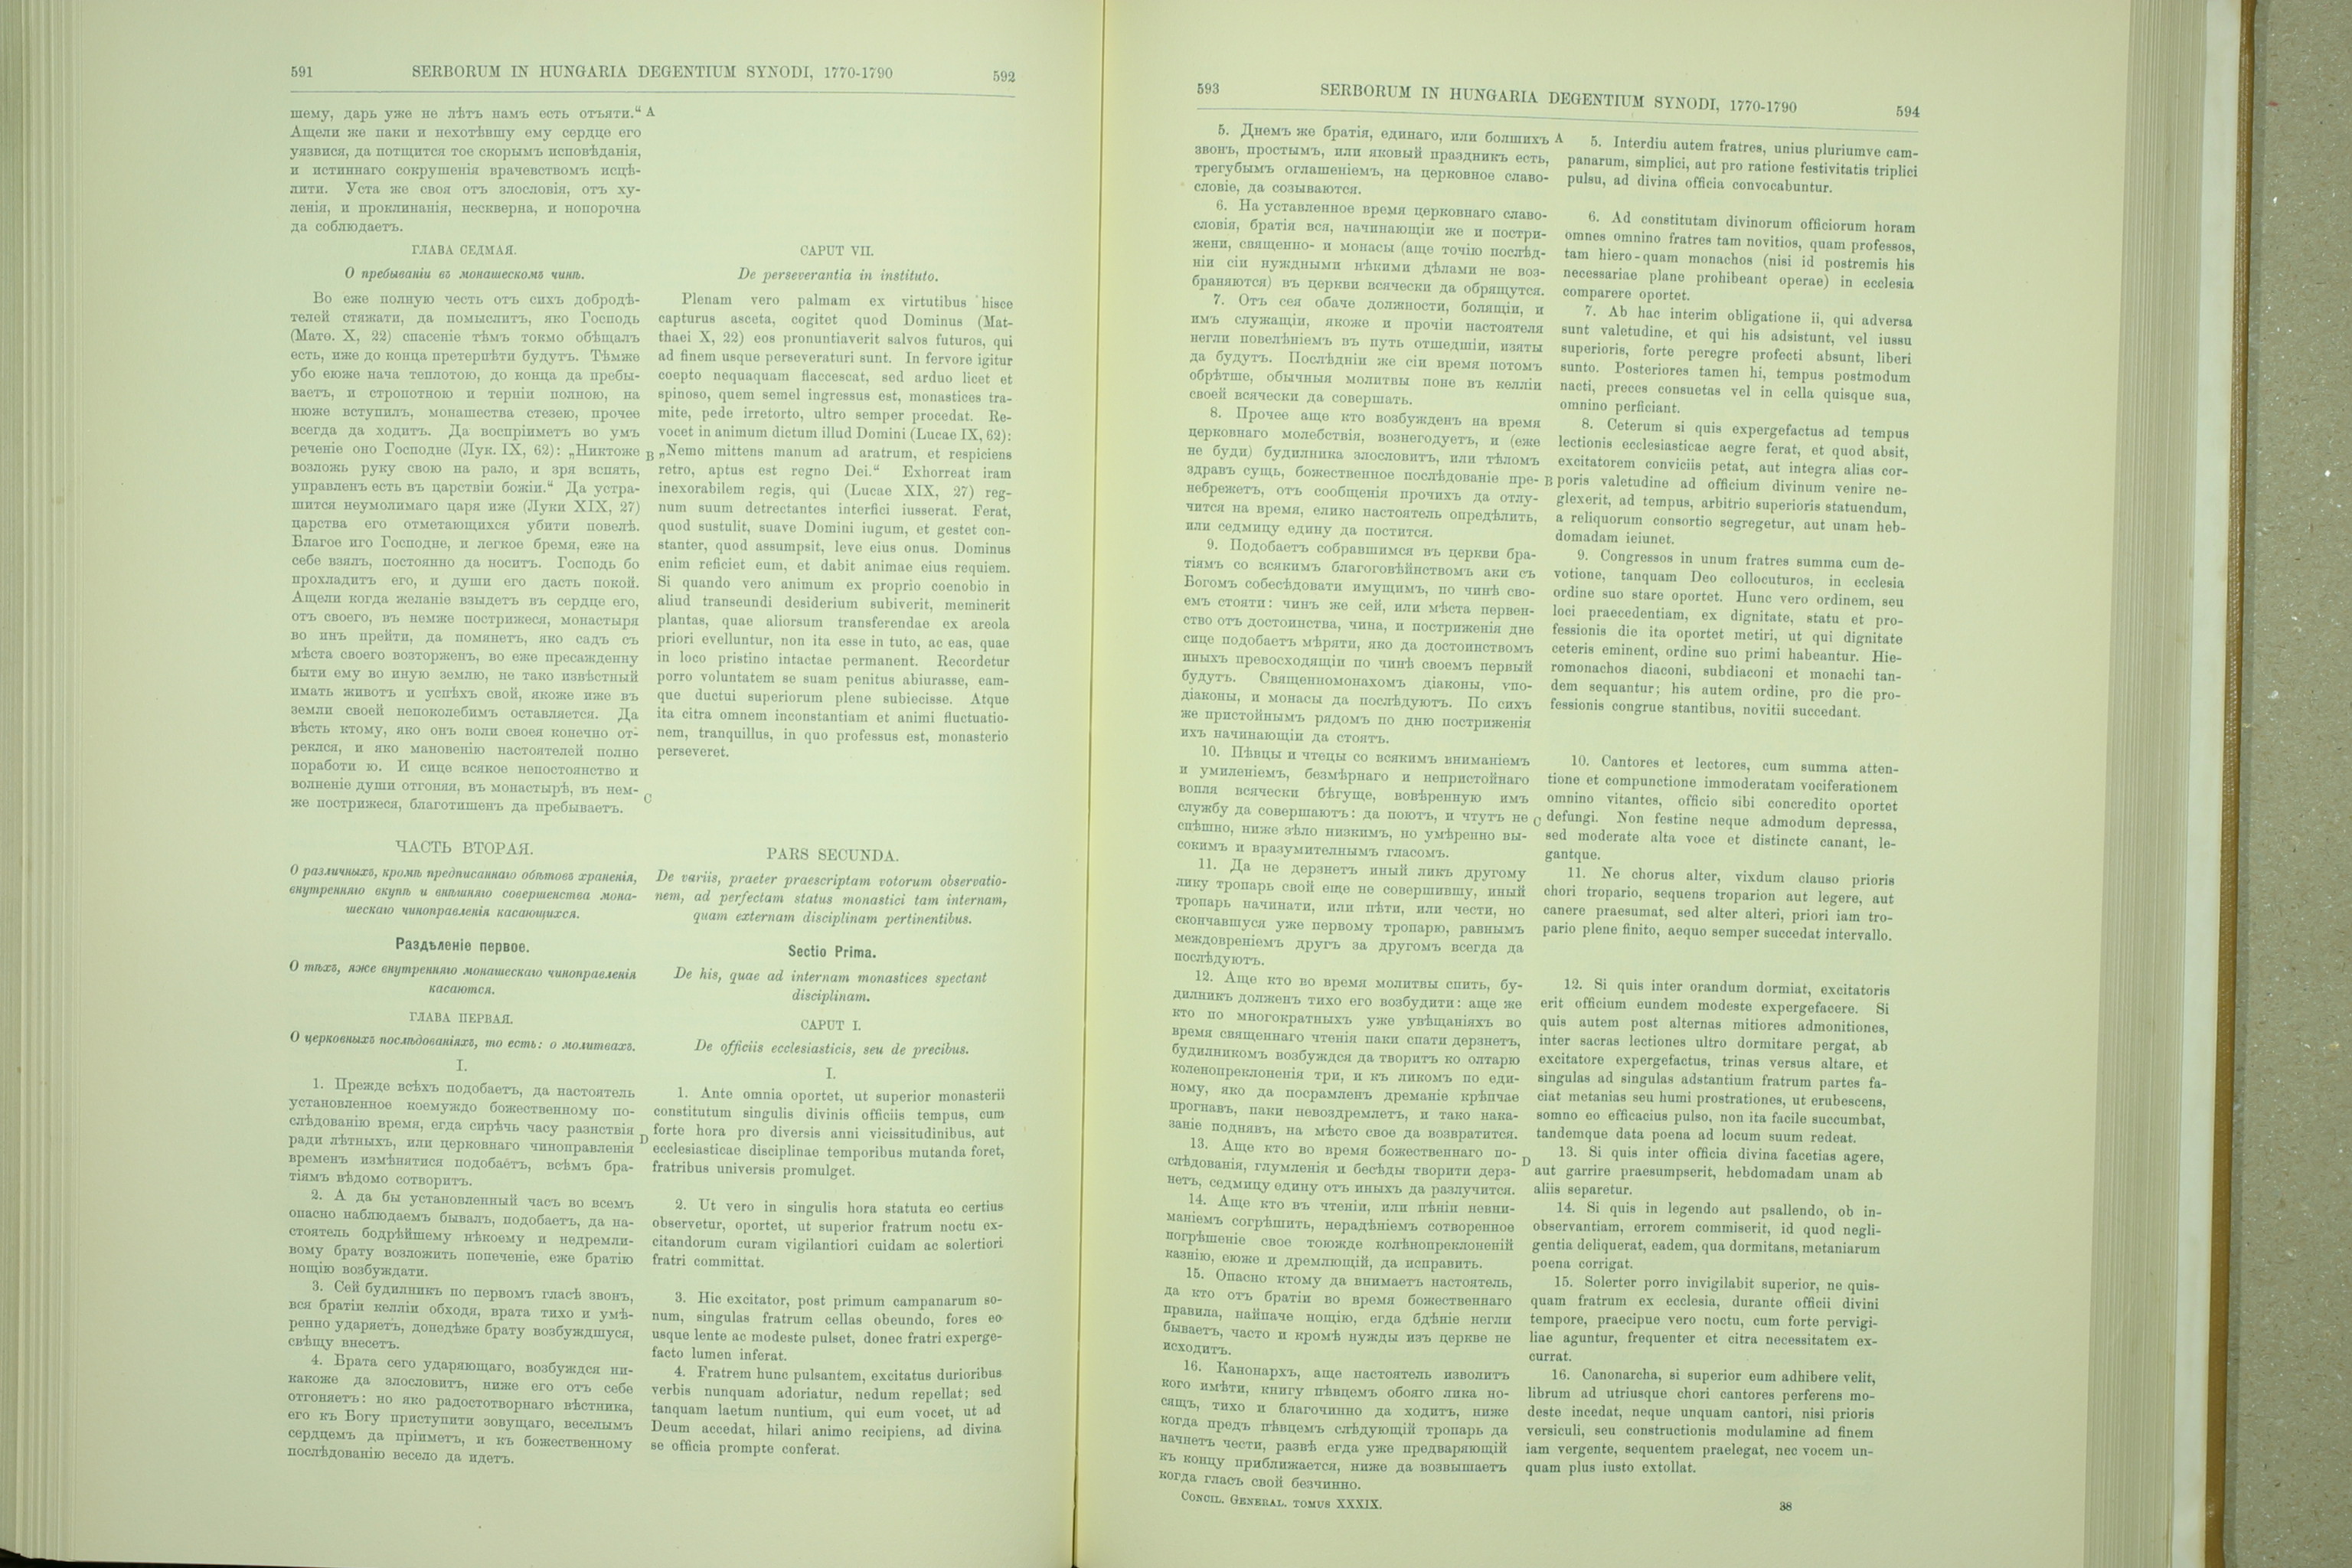 591
SERBORUM IN HUNGARIA DEGENTIUM SYNODI, 1770-1790
592
шему, даръ уже не лѣтъ намъ есть отъяти.“ A
Ащели же паки и нехотѣвшу ему сердце его
уязвися, да потщится тое скорымъ исповѣданія,
и истиннаго сокрушенія врачевствомъ исцѣ-
лити. Уста же своя отъ злословія, отъ ху-
ленія, и проклинанія, нескверна, и непорочна
да соблюдаетъ.
ГЛАВА СЕДМАЯ.
О пребываніи въ монашескомъ чинѣ.
Во еже полную честь отъ сихъ добродѣ-
телей стяжати, да помыслитъ, яко Господь
(Матѳ. X, 22) спасеніе тѣмъ токмо обѣщалъ
есть, иже до конца претерпѣти будутъ. Тѣмже
убо еюже нача теплотою, до конца да пребы-
ваетъ, и стропотною и терніи полною, на
нюже вступилъ, монашества стезею, прочее
всегда да ходитъ. Да воспріиметъ во умъ
реченіе оно Господне (Лук. IX, 62): „Никтоже B
возложь руку свою на рало, и зря вспять,
управленъ есть въ царствіи божіи.“ Да устра-
шится неумолимаго царя иже (Луки XIX, 27)
царства его отметающихся убити повелѣ.
Благое иго Господне, и легкое бремя, еже на
себе взялъ, постоянно да носитъ. Господь бо
прохладитъ его, и души его дастъ покой.
Ащели когда желаніе взыдетъ въ сердце его,
отъ своего, въ немже пострижеся, монастыря
во инъ прейти, да помянетъ, яко садъ съ
мѣста своего возторженъ, во еже пресажденну
быти ему во иную землю, не тако извѣстный
имать животъ и успѣхъ свой, якоже иже въ
земли своей непоколебимъ оставляется. Да
вѣсть ктому, яко онъ воли своея конечно от-
реклся, и яко мановенію настоятелей полно
поработи ю. И сице всякое непостоянство и
волненіе души отгоняя, въ монастырѣ, въ нем-
же пострижеся, благотишенъ да пребываетъ. C
ЧАСТЬ ВТОРАЯ.
О различныхъ, кромѣ предписаннаго обѣтовъ храненія,
внутренняго вкупѣ и внѣшняго совершенства мона-
шескаго чиноправленія касающихся.
Раздѣленіе первое.
О тѣхъ, яже внутренняго монашескаго чиноправленія
касаются.
ГЛАВА ПЕРВАЯ.
О церковныхъ послѣдованіяхъ, то есть: о молитвахъ.
I.
1. Прежде всѣхъ подобаетъ, да настоятель
установленное коемуждо божественному по-
слѣдованію время, егда сирѣчь часу разнствія D
ради лѣтныхъ, или церковнаго чиноправленія
временъ измѣнятися подобаетъ, всѣмъ бра-
тіямъ вѣдомо сотворитъ.
2. А да бы установленный часъ во всемъ
опасно наблюдаемъ бывалъ, подобаетъ, да на-
стоятель бодрѣйшему нѣкоему и недремли-
вому брату возложитъ попеченіе, еже братію
нощію возбуждати.
3. Сей будилникъ по первомъ гласѣ звонъ,
вся братіи келліи обходя, врата тихо и умѣ-
ренно ударяетъ, донедѣже брату возбуждшуся,
свѣщу внесетъ.
4. Брата сего ударяющаго, возбуждся ни-
какоже да злословитъ, ниже его отъ себе
отгоняетъ: но яко радостотворнаго вѣстника,
его къ Богу приступити зовущаго, веселымъ
сердцемъ да пріиметъ, и къ божественному
послѣдованію весело да идетъ.
CAPUT VII.
De perseverantia in instituto.
Plenam vero palmam ex virtutibus hisce
capturus asceta, cogitet quod Dominus (Mat-
thaei X, 22) eos pronuntiaverit salvos futuros, qui
ad finem usque perseveraturi sunt. In fervore igitur
coepto nequaquam flaccescat, sed arduo licet et
spinoso, quem semel ingressus est, monastices tra-
mite, pede irretorto, ultro semper procedat. Re-
vocet in animum dictum illud Domini (Lucae IX, 62):
„Nemo mittens manum ad aratrum, et respiciens
retro, aptus est regno Dei.“ Exhorreat iram
inexorabilem regis, qui (Lucae XIX, 27) reg-
num suum detrectantes interfici iusserat. Ferat,
quod sustulit, suave Domini iugum, et gestet con-
stanter, quod assumpsit, leve eius onus. Dominus
enim reficiet eum, et dabit animae eius requiem.
Si quando vero animum ex proprio coenobio in
aliud transeundi desiderium subiverit, meminerit
plantas, quae aliorsum transferendae ex areola
priori evelluntur, non ita esse in tuto, ac eas, quae
in loco pristino intactae permanent. Recordetur
porro voluntatem se suam penitus abiurasse, eam-
que ductui superiorum plene subiecisse. Atque
ita citra omnem inconstantiam et animi fluctuatio-
nem, tranquillus, in quo professus est, monasterio
perseveret.
PARS SECUNDA.
De variis, praeter praescriptam votorum observatio-
nem, ad perfectam status monastici tam internam,
quam externam disciplinam pertinentibus.
Sectio Prima.
De his, quae ad internam monastices spectant
disciplinam.
CAPUT I.
De officiis ecclesiasticis, seu de precibus.
I.
1. Ante omnia oportet, ut superior monasterii
constitutum singulis divinis officiis tempus, cum
forte hora pro diversis anni vicissitudinibus, aut
ecclesiasticae disciplinae temporibus mutanda foret,
fratribus universis promulget.
2. Ut vero in singulis hora statuta eo certius
observetur, oportet, ut superior fratrum noctu ex-
citandorum curam vigilantiori cuidam ac solertiori
fratri committat.
3. Hic excitator, post primum campanarum so-
num, singulas fratrum cellas obeundo, fores eo
usque lente ac modeste pulset, donec fratri experge-
facto lumen inferat.
4. Fratrem hunc pulsantem, excitatus durioribus
verbis nunquam adoriatur, nedum repellat; sed
tanquam laetum nuntium, qui eum vocet, ut ad
Deum accedat, hilari animo recipiens, ad divina
se officia prompte conferat.
593
SERBORUM IN HUNGARIA DEGENTIUM SYNODI, 1770-1790
594
5. Днемъ же братія, единаго, или болшихъ A
звонъ, простымъ, или яковый праздникъ есть,
трегубымъ оглашеніемъ, на церковное славо-
словіе, да созываются.
6. На уставленное время церковнаго славо-
словія, братія вся, начинающіи же и постри-
жени, священно- и монасы (аще точію послѣд-
ніи сіи нуждными нѣкими дѣлами не воз-
браняются) въ церкви всячески да обрящутся.
7. Отъ сея обаче должности, болящіи, и
имъ служащіи, якоже и прочіи настоятеля
негли повелѣніемъ въ путь отшедшіи, изяты
да будутъ. Послѣдніи же сіи время потомъ
обрѣтше, обычныя молитвы поне въ келліи
своей всячески да совершатъ.
8. Прочее аще кто возбужденъ на время
церковнаго молебствія, вознегодуетъ, и (еже
не буди) будилника злословитъ, или тѣломъ
здравъ сущь, божественное послѣдованіе пре- B
небрежетъ, отъ сообщенія прочихъ да отлу-
чится на время, елико настоятель опредѣлитъ,
или седмицу едину да постится.
9. Подобаетъ собравшимся въ церкви бра-
тіямъ со всякимъ благоговѣйнствомъ аки съ
Богомъ собесѣдовати имущимъ, по чинѣ сво-
емъ стояти: чинъ же сей, или мѣста первен-
ство отъ достоинства, чина, и постриженія дне
сице подобаетъ мѣряти, яко да достоинствомъ
иныхъ превосходящіи по чинѣ своемъ первый
будутъ. Священномонахомъ діаконы, ѵпо-
діаконы, и монасы да послѣдуютъ. По сихъ
же пристойнымъ рядомъ по дню постриженія
ихъ начинающіи да стоятъ.
10. Пѣвцы и чтецы со всякимъ вниманіемъ
и умиленіемъ, безмѣрнаго и непристойнаго
вопля всячески бѣгуще, вовѣренную имъ
службу да совершаютъ: да поютъ, и чтутъ не C
спѣшно, ниже зѣло низкимъ, но умѣренно вы-
сокимъ и вразумителнымъ гласомъ.
11. Да не дерзнетъ иный ликъ другому
лику тропарь свой еще не совершившу, иный
тропарь начинати, или пѣти, или чести, но
скончавшуся уже первому тропарю, равнымъ
междовреніемъ другъ за другомъ всегда да
послѣдуютъ.
12. Аще кто во время молитвы спитъ, бу-
дилникъ долженъ тихо его возбудити: аще же
кто по многократныхъ уже увѣщаніяхъ во
время священнаго чтенія паки спати дерзнетъ,
будилникомъ возбуждся да творитъ ко олтарю
коленопреклоненія три, и къ ликомъ по еди-
ному, яко да посрамленъ дреманіе крѣпчае
прогнавъ, паки невоздремлетъ, и тако нака-
заніе поднявъ, на мѣсто свое да возвратится.
13. Аще кто во время божественнаго по- D
слѣдованія, глумленія и бесѣды творити дерз-
нетъ, седмицу едину отъ иныхъ да разлучится.
14. Аще кто въ чтеніи, или пѣніи невни-
маніемъ согрѣшитъ, нерадѣніемъ сотворенное
погрѣшеніе свое тоюжде колѣнопреклоненій
казнію, еюже и дремлющій, да исправитъ.
15. Опасно ктому да внимаетъ настоятель,
да кто отъ братіи во время божественнаго
правила, найпаче нощію, егда бдѣніе негли
бываетъ, часто и кромѣ нужды изъ церкве не
исходитъ.
16. Канонархъ, аще настоятель изволитъ
кого имѣти, книгу пѣвцемъ обояго лика но-
сящъ, тихо и благочинно да ходитъ, ниже
когда предъ пѣвцемъ слѣдующій тропарь да
начнетъ чести, развѣ егда уже предваряющій
къ концу приближается, ниже да возвышаетъ
когда гласъ свой безчинно.
5. Interdiu autem fratres, unius pluriumve cam-
panarum, simplici, aut pro ratione festivitatis triplici
pulsu, ad divina officia convocabuntur.
6. Ad constitutam divinorum officiorum horam
omnes omnino fratres tam novitios, quam professos,
tam hiero-quam monachos (nisi id postremis his
necessariae plane prohibeant operae) in ecclesia
comparere oportet.
7. Ab hac interim obligatione ii, qui adversa
sunt valetudine, et qui his adsistunt, vel iussu
superioris, forte peregre profecti absunt, liberi
sunto. Posteriores tamen hi, tempus postmodum
nacti, preces consuetas vel in cella quisque sua,
omnino perficiant.
8. Ceterum si quis expergefactus ad tempus
lectionis ecclesiasticae aegre ferat, et quod absit,
excitatorem conviciis petat, aut integra alias cor-
poris valetudine ad officium divinum venire ne-
glexerit, ad tempus, arbitrio superioris statuendum,
a reliquorum consortio segregetur, aut unam heb-
domadam ieiunet.
9. Congressos in unum fratres summa cum de-
votione, tanquam Deo collocuturos, in ecclesia
ordine suo stare oportet. Hunc vero ordinem, seu
loci praecedentiam, ex dignitate, statu et pro-
fessionis die ita oportet metiri, ut qui dignitate
ceteris eminent, ordine suo primi habeantur. Hie-
romonachos diaconi, subdiaconi et monachi tan-
dem sequantur; his autem ordine, pro die pro-
fessionis congrue stantibus, novitii succedant.
10. Cantores et lectores, cum summa atten-
tione et compunctione immoderatam vociferationem
omnino vitantes, officio sibi concredito oportet
defungi. Non festine neque admodum depressa,
sed moderate alta voce et distincte canant, le-
gantque.
11. Ne chorus alter, vixdum clauso prioris
chori tropario, sequens troparion aut legere, aut
canere praesumat, sed alter alteri, priori iam tro-
pario plene finito, aequo semper succedat intervallo.
12. Si quis inter orandum dormiat, excitatoris
erit officium eundem modeste expergefacere. Si
quis autem post alternas mitiores admonitiones,
inter sacras lectiones ultro dormitare pergat, ab
excitatore expergefactus, trinas versus altare, et
singulas ad singulas adstantium fratrum partes fa-
ciat metanias seu humi prostrationes, ut erubescens,
somno eo efficacius pulso, non ita facile succumbat,
tandemque data poena ad locum suum redeat.
13. Si quis inter officia divina facetias agere,
aut garrire praesumpserit, hebdomadam unam ab
aliis separetur.
14. Si quis in legendo aut psallendo, ob in-
observantiam, errorem commiserit, id quod negli-
gentia deliquerat, eadem, qua dormitans, metaniarum
poena corrigat.
15. Solerter porro invigilabit superior, ne quis-
quam fratrum ex ecclesia, durante officii divini
tempore, praecipue vero noctu, cum forte pervigi-
liae aguntur, frequenter et citra necessitatem ex-
currat.
16. Canonarcha, si superior eum adhibere velit,
librum ad utriusque chori cantores perferens mo-
deste incedat, neque unquam cantori, nisi prioris
versiculi, seu constructionis modulamine ad finem
iam vergente, sequentem praelegat, nec vocem un-
quam plus iusto extollat.
CONCIL. GENERAL. TOMUS XXXIX.
38